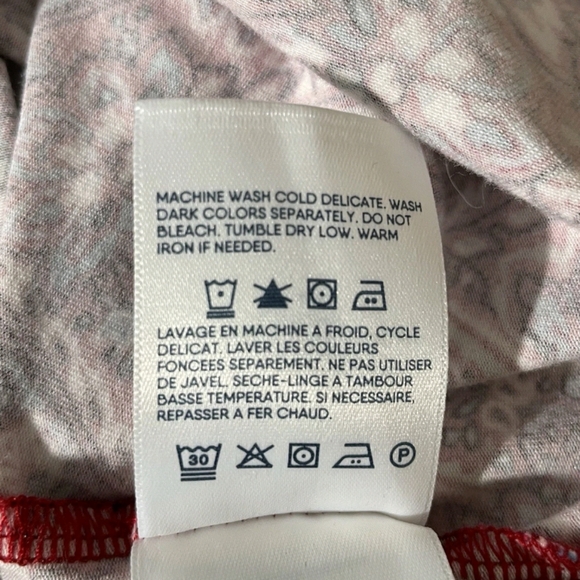 MACHINE WASH COLD DELICATE. WASH
DARK COLORS SEPARATELY. DO NOT
BLEACH. TUMBLE DRY LOW. WARM
IRON IF NEEDED.
LAVAGE EN MACHINE A FROID, CYCLE
DELICAT. LAVER LES COULEURS
FONCEES SEPAREMENT. NE PAS UTILISER
DE JAVEL. SECHE-LINGE A TAMBOUR
BASSE TEMPERATURE. SI NECESSAIRE,
REPASSER A FER CHAUD.
30 P